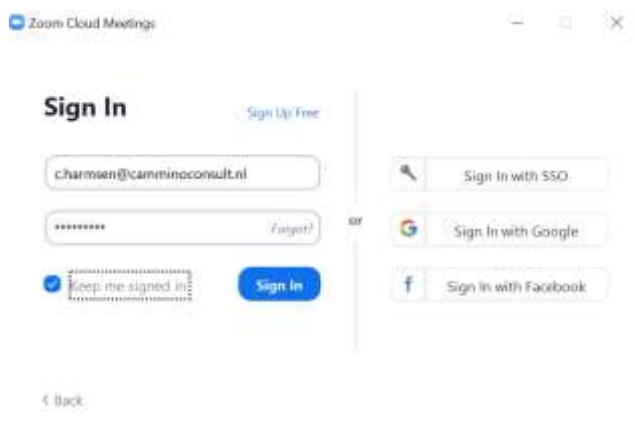 Zoom Cloud Meetings
Sign In
Sign Up Free
c.harmsen@camminoconsult.nl
•••••••••
Forgot?
Keep me signed in
Sign In
or
Sign In with SSO
Sign In with Google
Sign In with Facebook
< Back